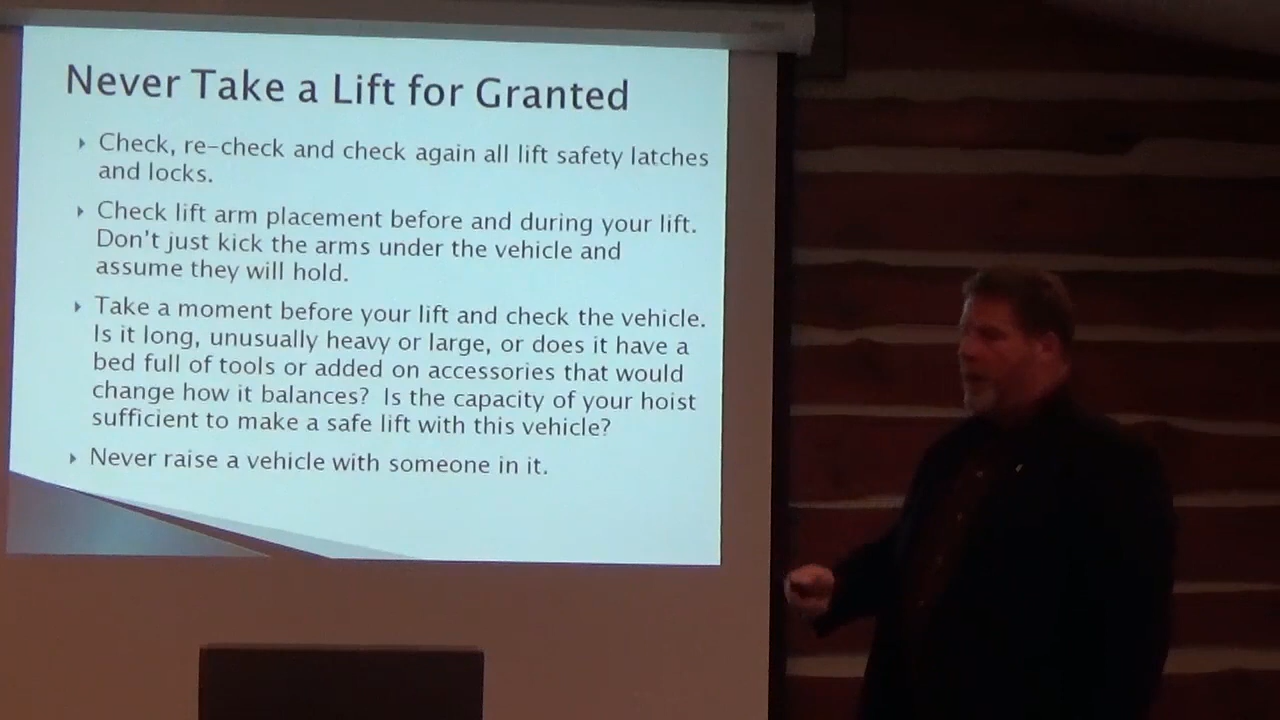 Never Take a Lift for Granted
Check, re-check and check again all lift safety latches
and locks.
Check lift arm placement before and during your lift.
Don't just kick the arms under the vehicle and
assume they will hold.
Take a moment before your lift and check the vehicle.
Is it long, unusually heavy or large, or does it have a
bed full of tools or added on accessories that would
change how it balances? Is the capacity of your hoist
sufficient to make a safe lift with this vehicle?
Never raise a vehicle with someone in it.